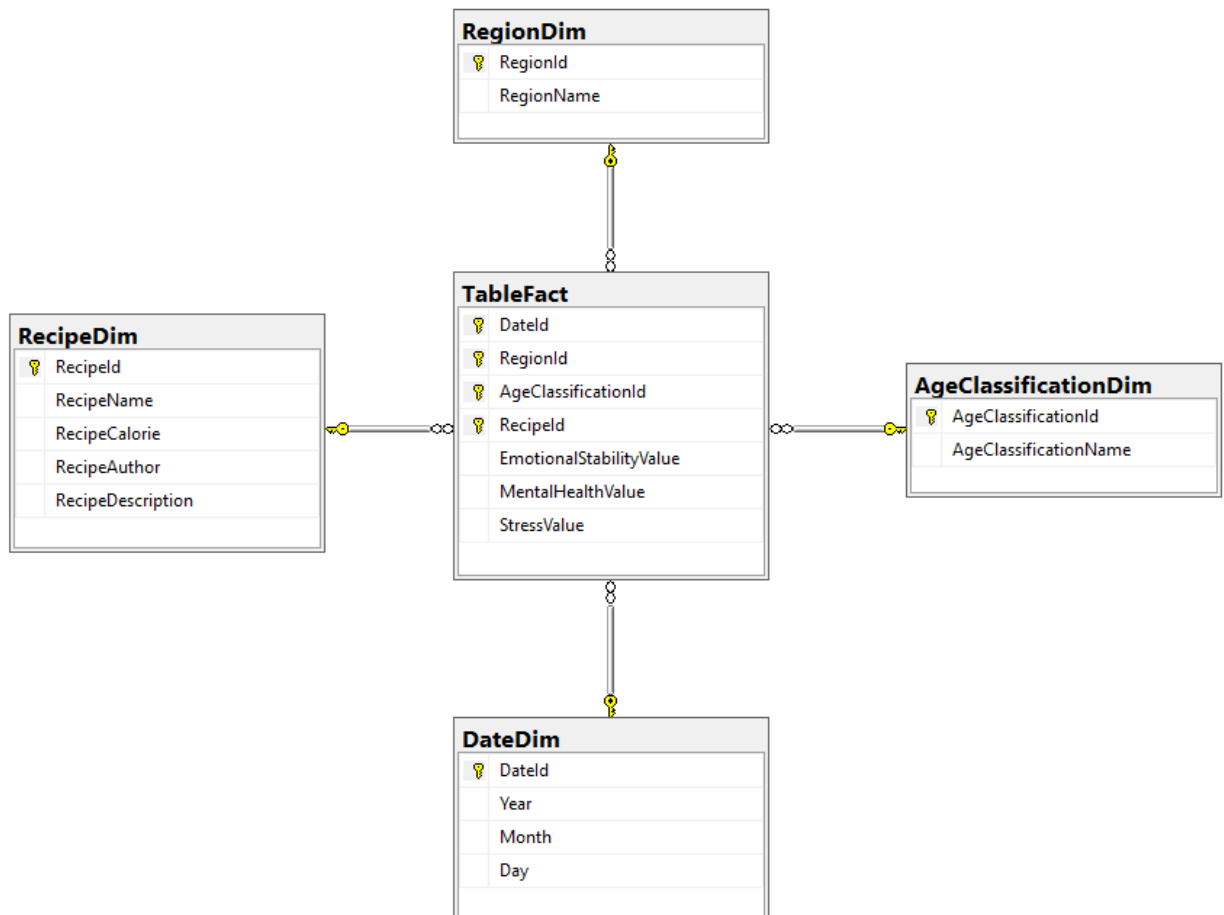 RegionDim
RegionId
RegionName
TableFact
DateId
RegionId
AgeClassificationId
RecipeId
EmotionalStabilityValue
MentalHealthValue
StressValue
RecipeDim
RecipeId
RecipeName
RecipeCalorie
RecipeAuthor
RecipeDescription
AgeClassificationDim
AgeClassificationId
AgeClassificationName
DateDim
DateId
Year
Month
Day